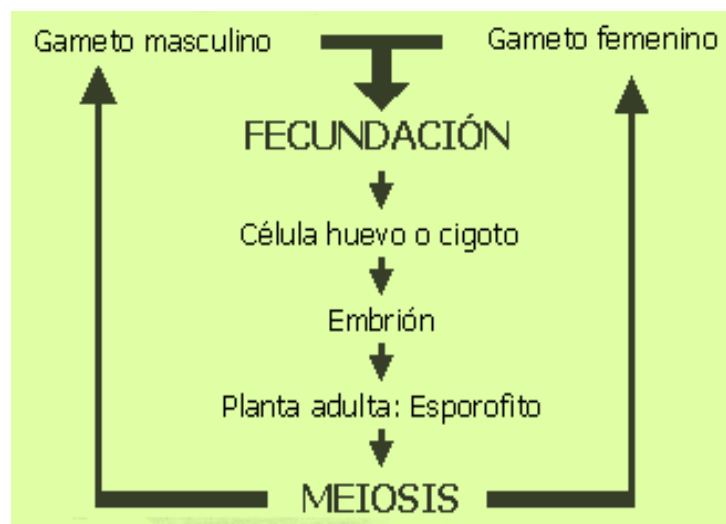 Gameto masculino
Gameto femenino
FECUNDACIÓN
Célula huevo o cigoto
Embrión
Planta adulta: Esporofito
MEIOSIS